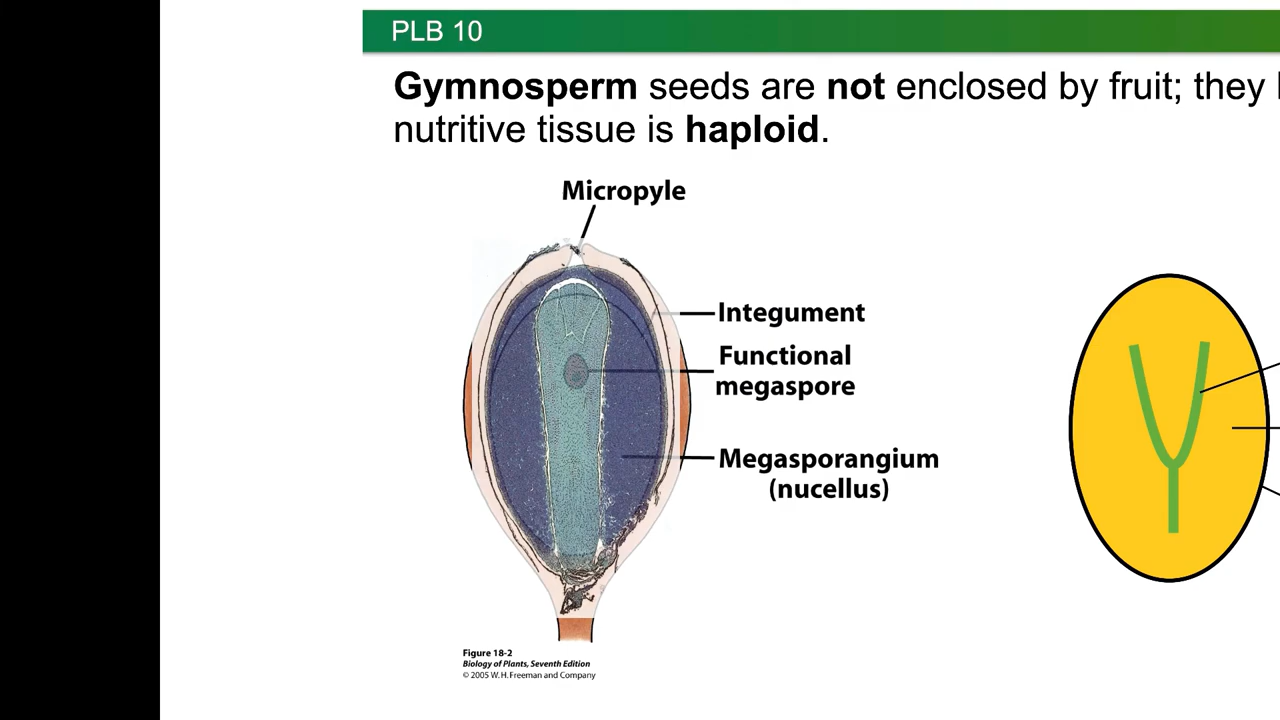 PLB 10
Gymnosperm seeds are not enclosed by fruit; they
nutritive tissue is haploid.
Micropyle
Integument
Functional
megaspore
Megasporangium
(nucellus)
Figure 18-2
Biology of Plants, Seventh Edition
© 2005 W. H. Freeman and Company